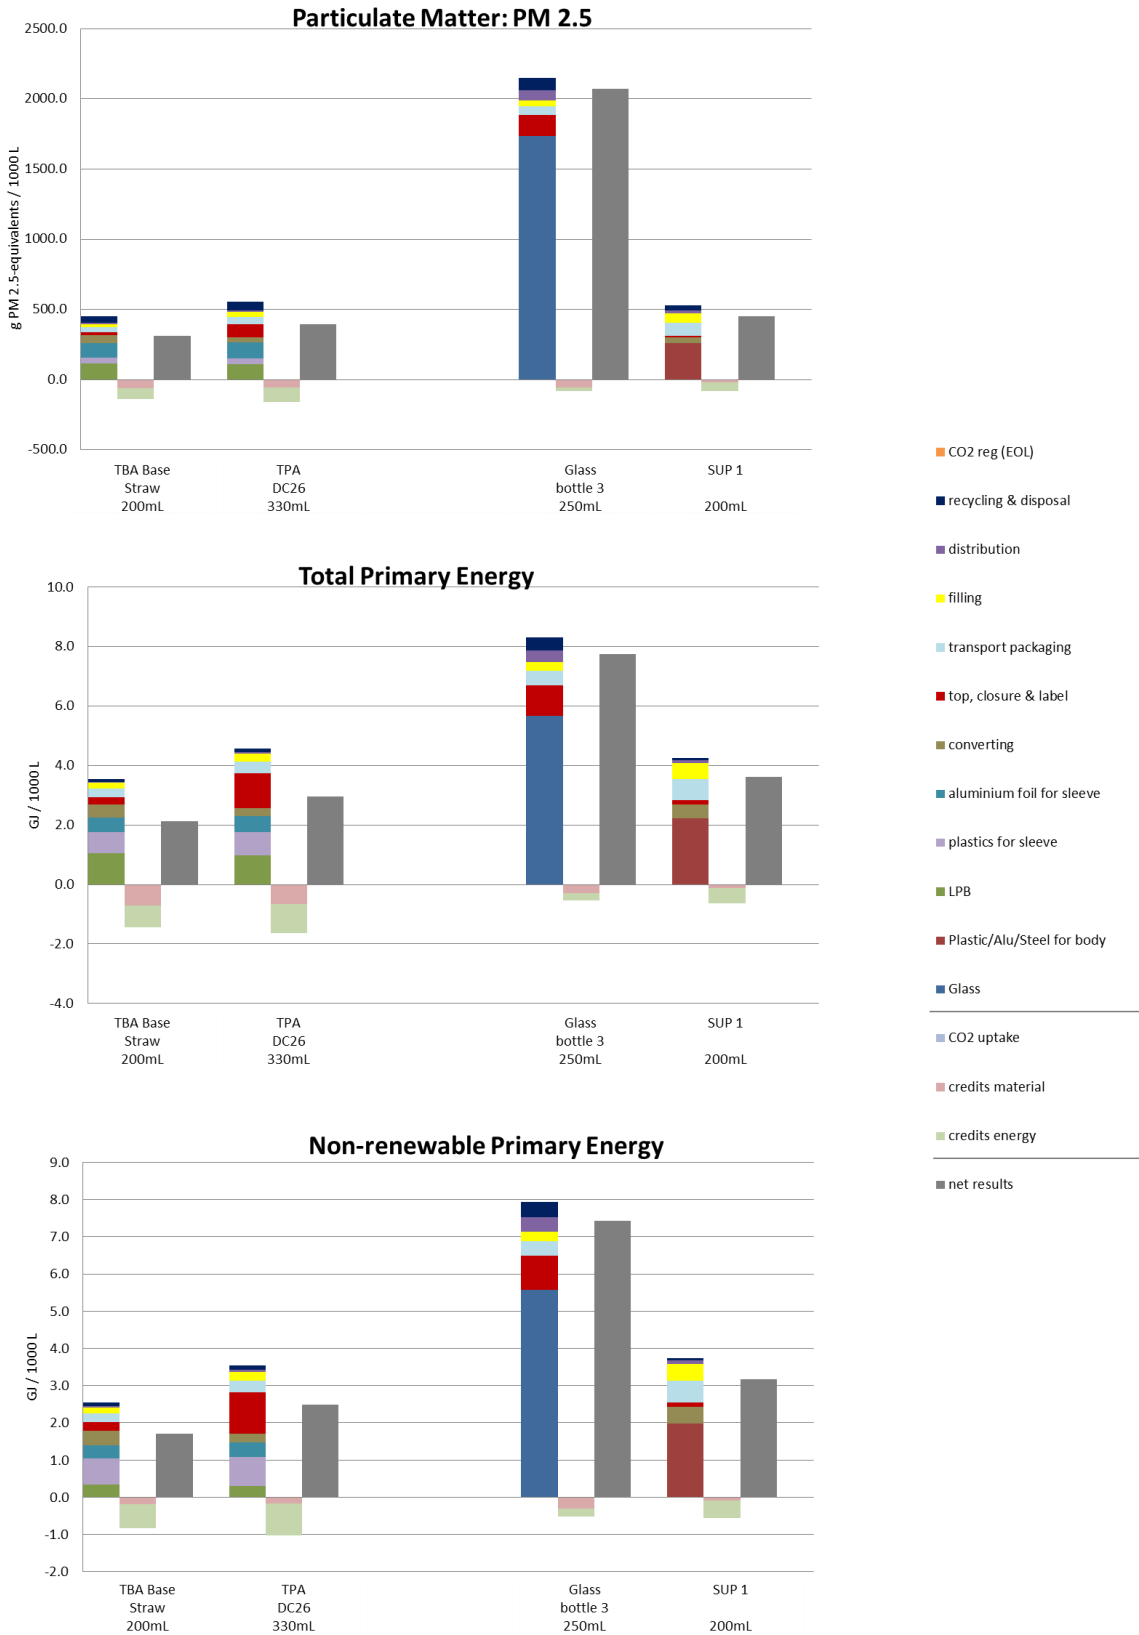 Particulate Matter: PM 2.5
g PM 2.5-equivalents / 1000 L
2500.0
2000.0
1500.0
1000.0
500.0
0.0
-500.0
TBA Base
Straw
200mL
TPA
DC26
330mL
Glass
bottle 3
250mL
SUP 1
200mL
Total Primary Energy
GJ / 1000 L
10.0
8.0
6.0
4.0
2.0
0.0
-2.0
-4.0
TBA Base
Straw
200mL
TPA
DC26
330mL
Glass
bottle 3
250mL
SUP 1
200mL
Non-renewable Primary Energy
GJ / 1000 L
9.0
8.0
7.0
6.0
5.0
4.0
3.0
2.0
1.0
0.0
-1.0
-2.0
TBA Base
Straw
200mL
TPA
DC26
330mL
Glass
bottle 3
250mL
SUP 1
200mL
CO2 reg (EOL)
recycling & disposal
distribution
filling
transport packaging
top, closure & label
converting
aluminium foil for sleeve
plastics for sleeve
LPB
Plastic/Alu/Steel for body
Glass
CO2 uptake
credits material
credits energy
net results